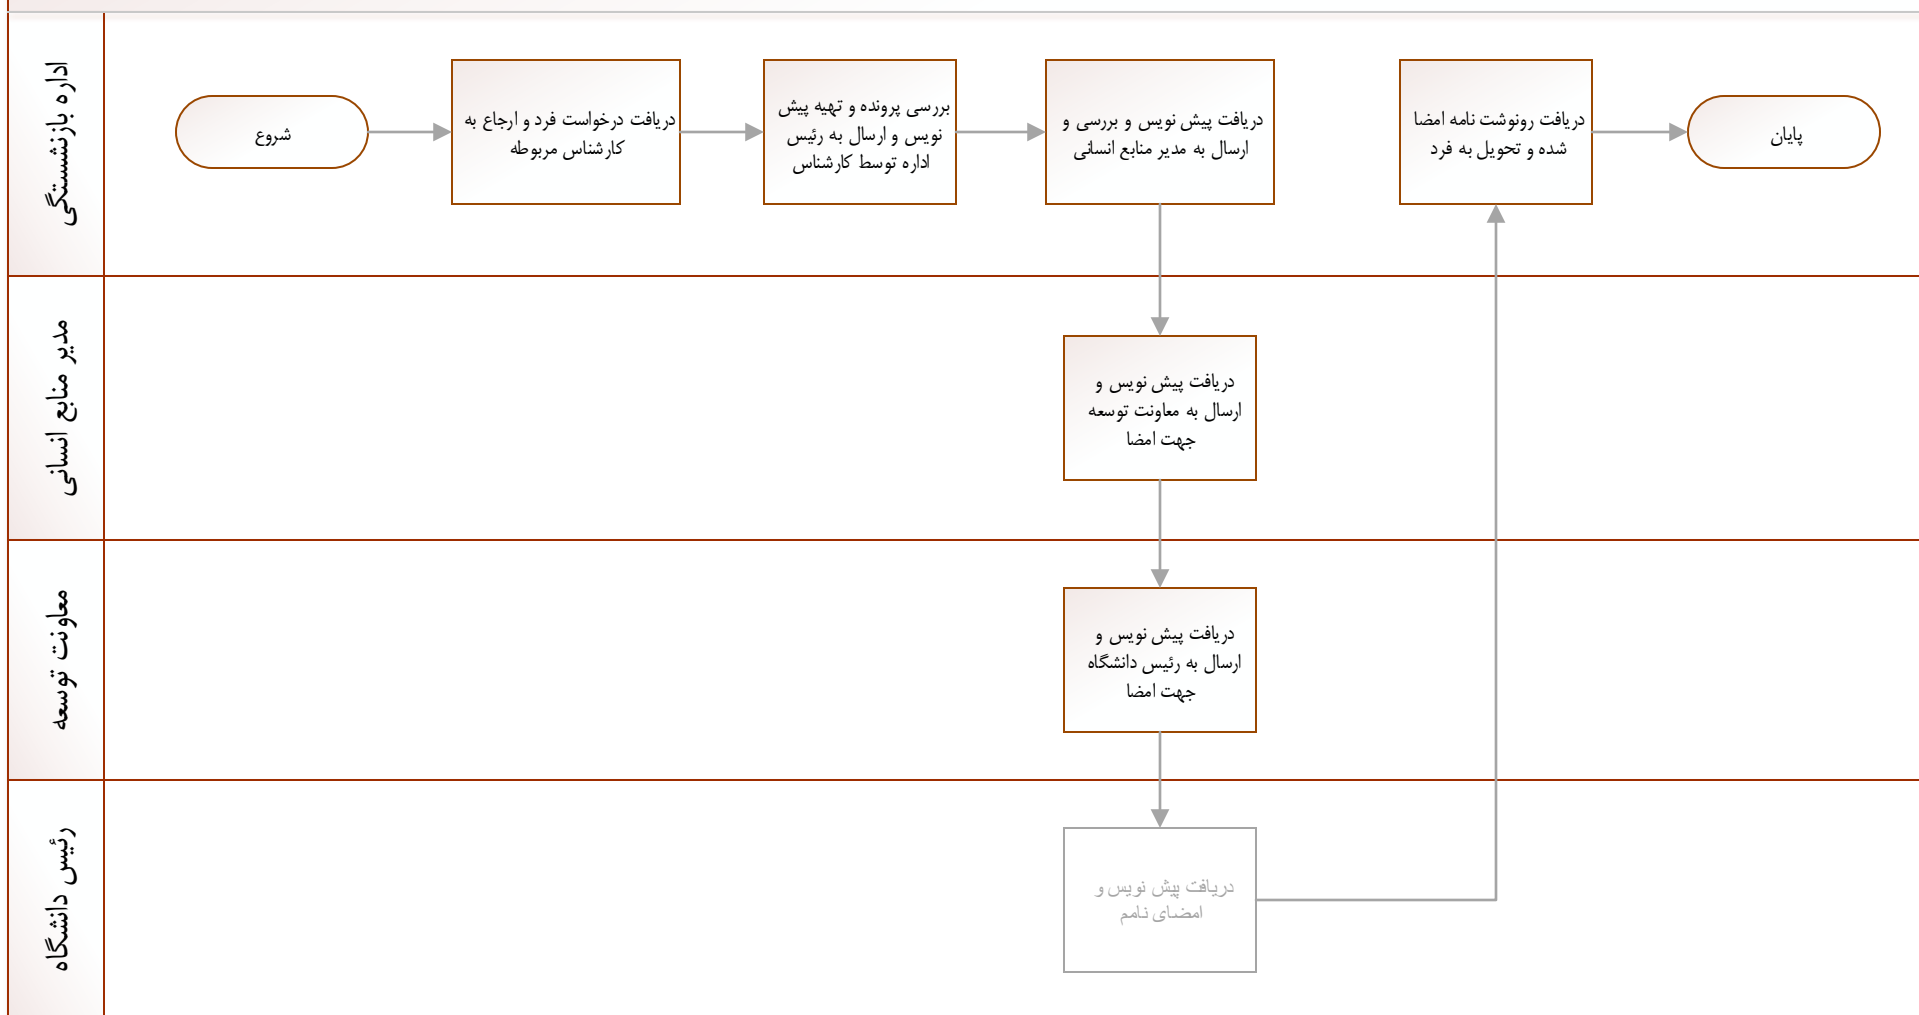 اداره بازنشستگی
شروع
دریافت درخواست فرد و ارجاع به
کارشناس مربوطه
بررسی پرونده و تهیه پیش
نویس و ارسال به رئیس
اداره توسط کارشناس
دریافت پیش نویس و بررسی و
ارسال به مدیر منابع انسانی
دریافت رونوشت نامه امضا
شده و تحویل به فرد
پایان
مدیر منابع انسانی
دریافت پیش نویس و
ارسال به معاونت توسعه
جهت امضا
معاونت توسعه
دریافت پیش نویس و
ارسال به رئیس دانشگاه
جهت امضا
رئیس دانشگاه
دریافت پیش نویس و
امضای نامم